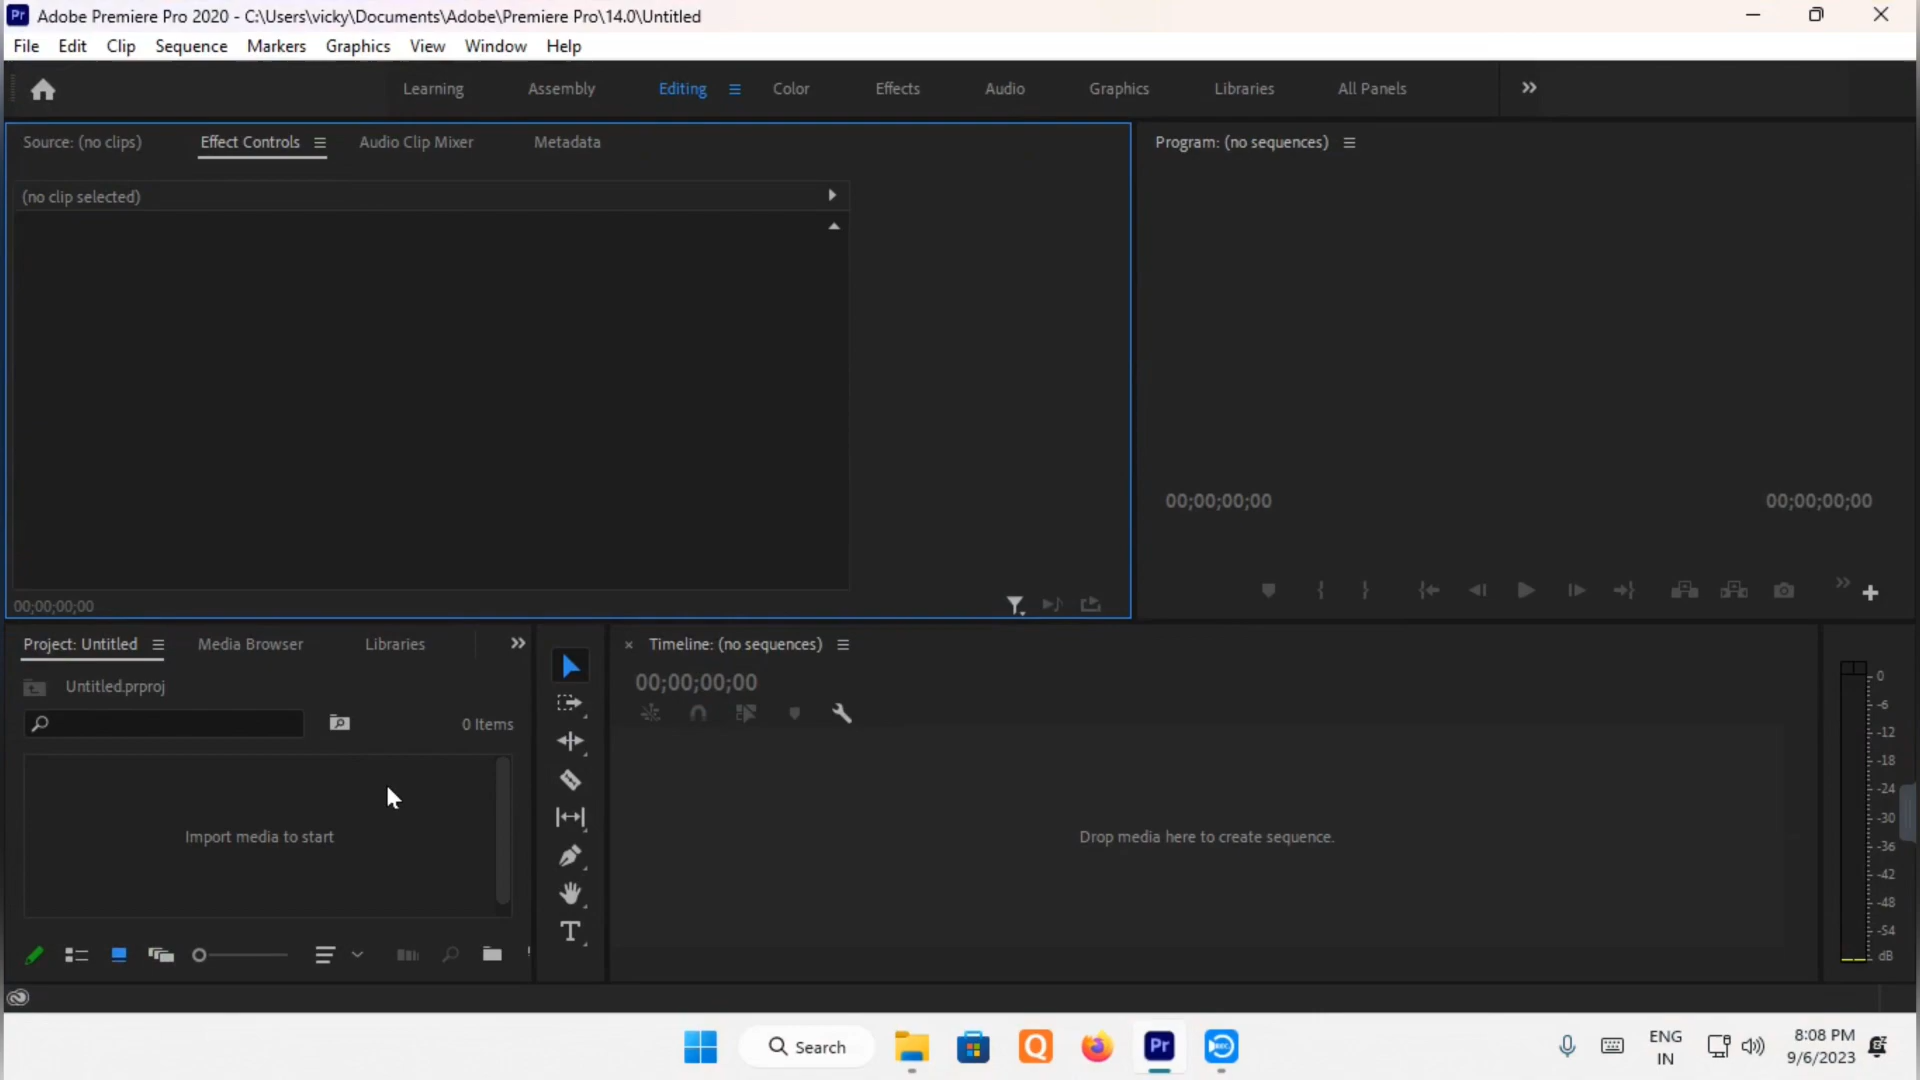 Pr Adobe Premiere Pro 2020 - C:\Users\vicky\Documents\Adobe\Premiere Pro\14.0\Untitled
File Edit Clip Sequence Markers Graphics View Window Help
Learning Assembly Editing Color Effects Audio Graphics Libraries All Panels
Source: (no clips) Effect Controls Audio Clip Mixer Metadata
Program: (no sequences)
(no clip selected)
00;00;00;00 00;00;00;00
00;00;00;00
Project: Untitled Media Browser Libraries
Timeline: (no sequences)
Untitled.prproj
00;00;00;00
0 Items
Import media to start
Drop media here to create sequence.
T
0
-6
-12
-18
-24
-30
-36
-42
-48
-54
dB
Search
Q
Pr
REC
ENG
IN
8:08 PM
9/6/2023